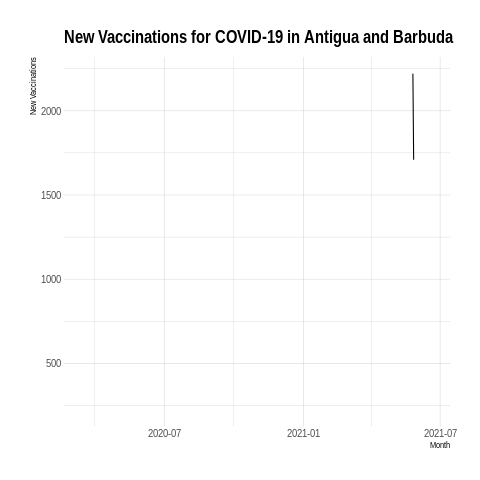 New Vaccinations for COVID-19 in Antigua and Barbuda
New Vaccinations
2000
1500
1000
500
2020-07
2021-01
2021-07
Month